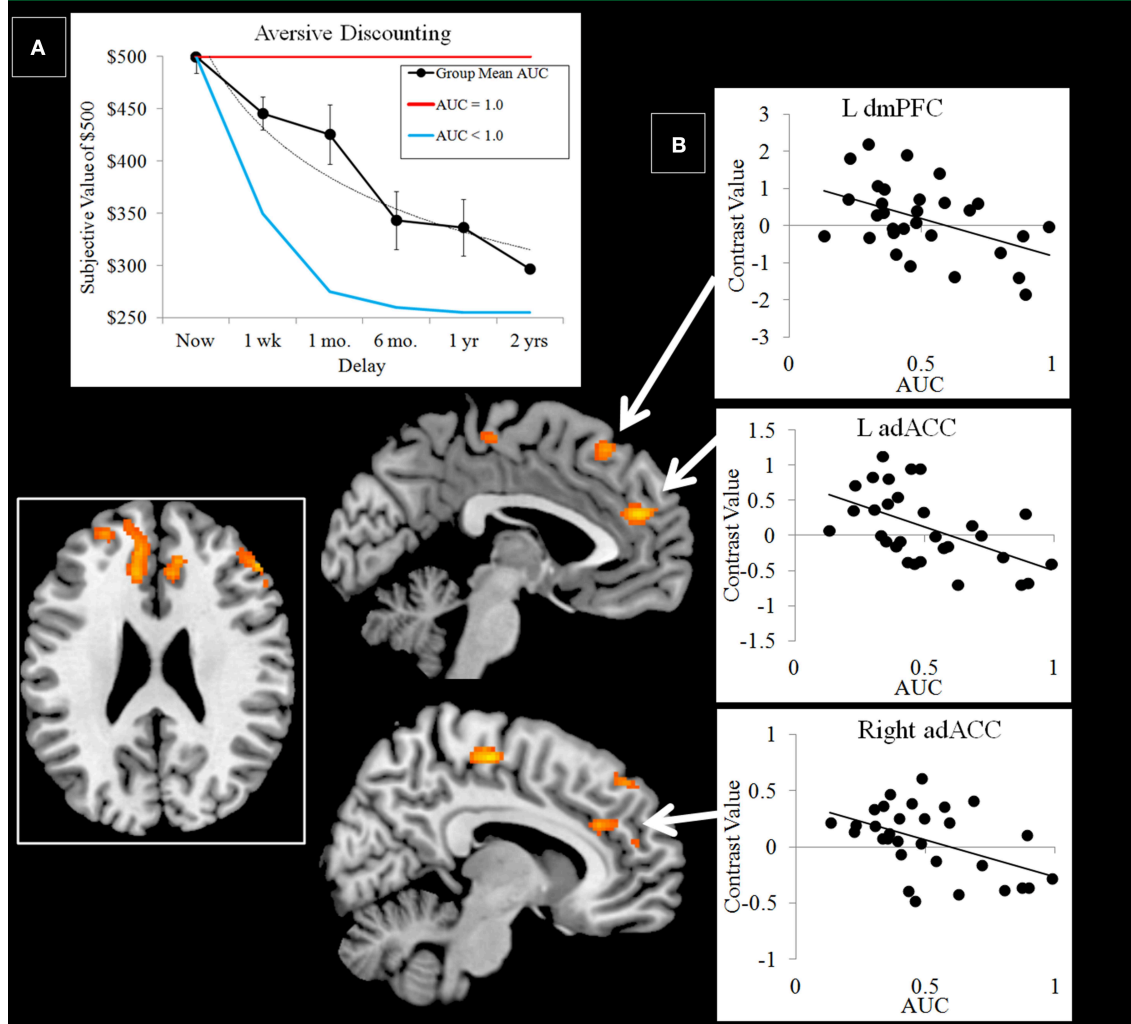 A
Aversive Discounting
$500
$450
$400
$350
$300
$250
Subjective Value of $500
Group Mean AUC
AUC = 1.0
AUC < 1.0
Now 1 wk 1 mo. 6 mo. 1 yr 2 yrs
Delay
B
L dmPFC
3
2
1
0
-1
-2
-3
Contrast Value
0 0.5 1
AUC
L adACC
1.5
1
0.5
0
-0.5
-1
-1.5
Contrast Value
0 0.5 1
AUC
Right adACC
1
0.5
0
-0.5
-1
Contrast Value
0 0.5 1
AUC